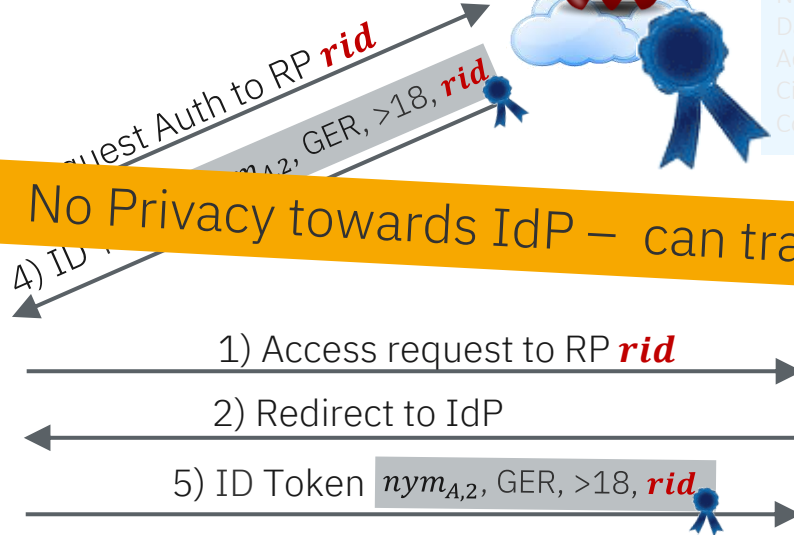 quest Auth to RP rid
nym_A,2, GER, >18, rid
4) ID
No Privacy towards IdP – can tra
1) Access request to RP rid
2) Redirect to IdP
5) ID Token nym_A,2, GER, >18, rid